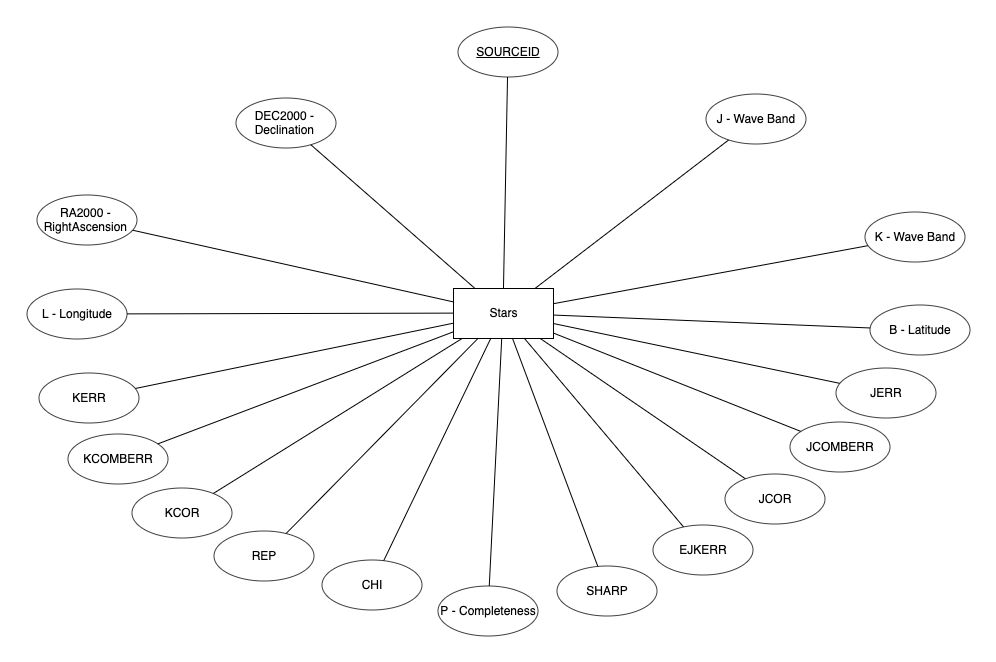 SOURCEID
DEC2000 -
Declination
J - Wave Band
RA2000 -
RightAscension
K - Wave Band
L - Longitude
Stars
B - Latitude
KERR
JERR
KCOMBERR
JCOMBERR
KCOR
JCOR
REP
EJKERR
CHI
SHARP
P - Completeness